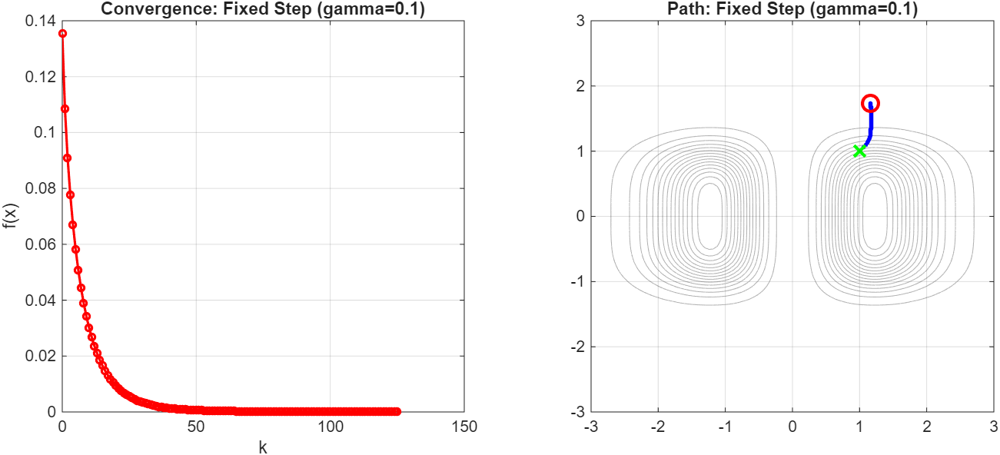 Convergence: Fixed Step (gamma=0.1)
0.14
0.12
0.1
0.08
0.06
0.04
0.02
0
f(x)
0 50 100 150
k
Path: Fixed Step (gamma=0.1)
3
2
1
0
-1
-2
-3
-3 -2 -1 0 1 2 3